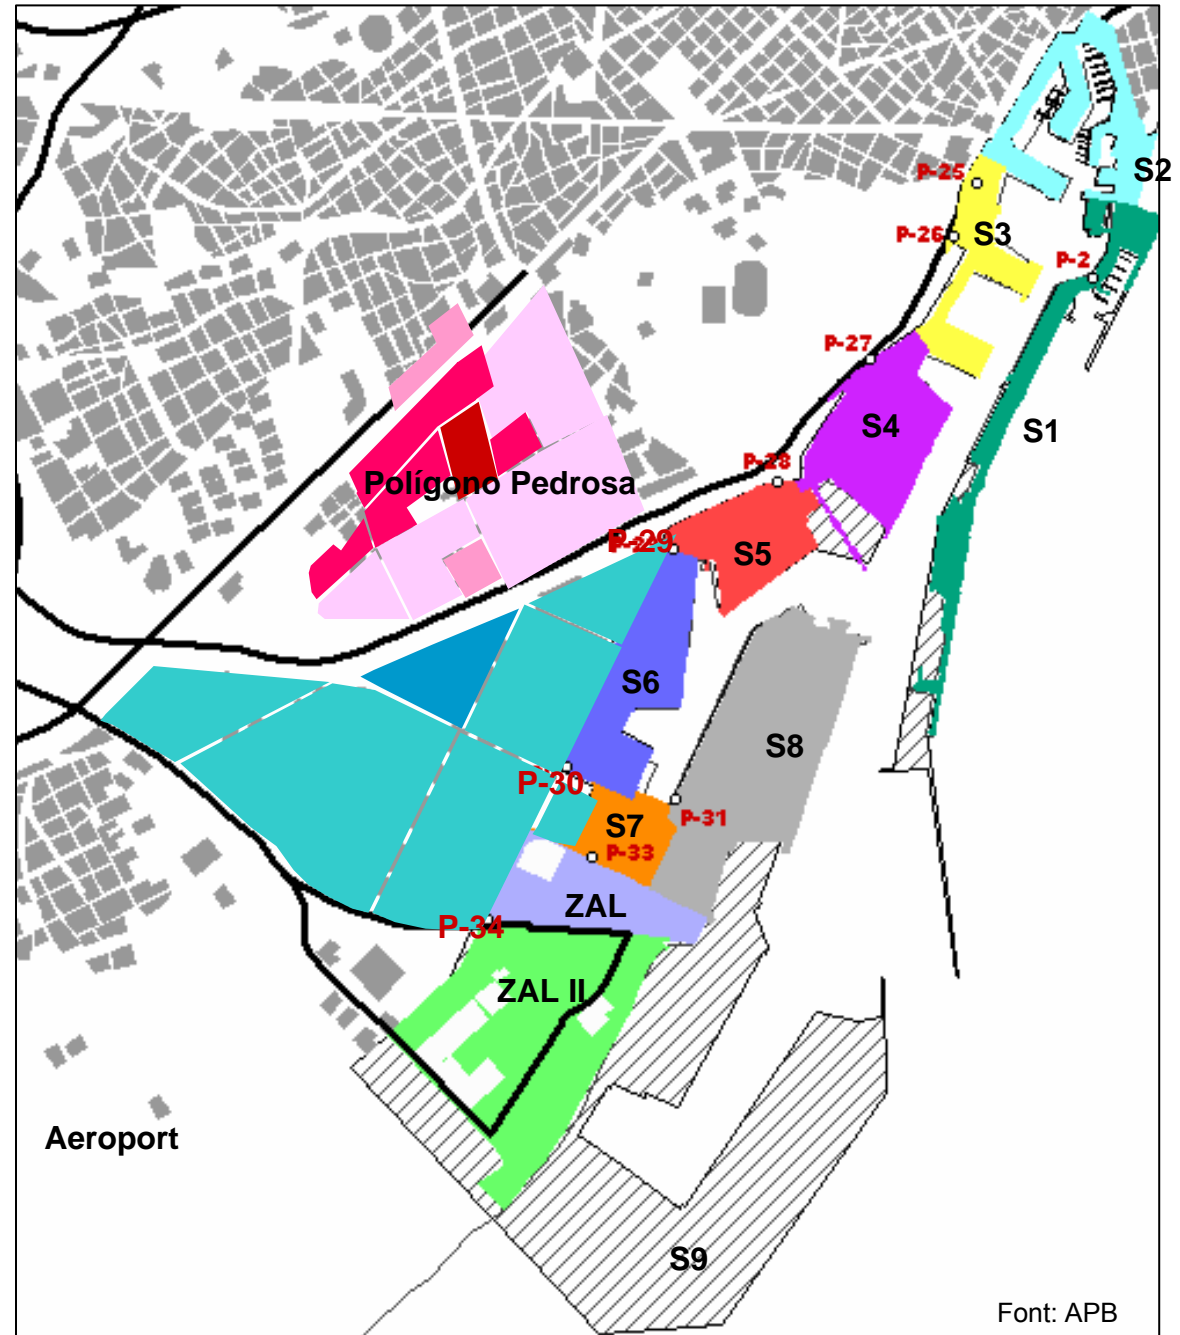 S2
P-25
P-26
S3
P-2
P-27
S4
S1
P-28
Polígono Pedrosa
P-29
S5
S6
S8
P-30
P-31
S7
P-33
ZAL
P-34
ZAL II
Aeroport
S9
Font: APB